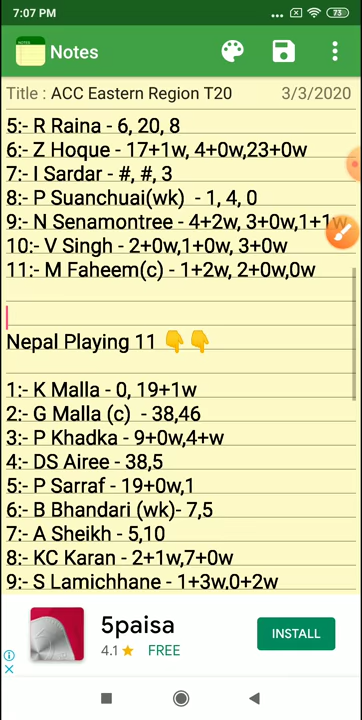 7:07 PM
73
NOTES
Notes
Title : ACC Eastern Region T20 3/3/2020
5:- R Raina - 6, 20, 8
6:- Z Hoque - 17+1w, 4+0w,23+0w
7:- I Sardar - #, #, 3
8:- P Suanchuai(wk) - 1, 4, 0
9:- N Senamontree - 4+2w, 3+0w,1+1w
10:- V Singh - 2+0w,1+0w, 3+0w
11:- M Faheem(c) - 1+2w, 2+0w,0w
Nepal Playing 11 👇👇
1:- K Malla - 0, 19+1w
2:- G Malla (c) - 38,46
3:- P Khadka - 9+0w,4+w
4:- DS Airee - 38,5
5:- P Sarraf - 19+0w,1
6:- B Bhandari (wk)- 7,5
7:- A Sheikh - 5,10
8:- KC Karan - 2+1w,7+0w
9:- S Lamichhane - 1+3w,0+2w
5paisa
4.1★ FREE
INSTALL